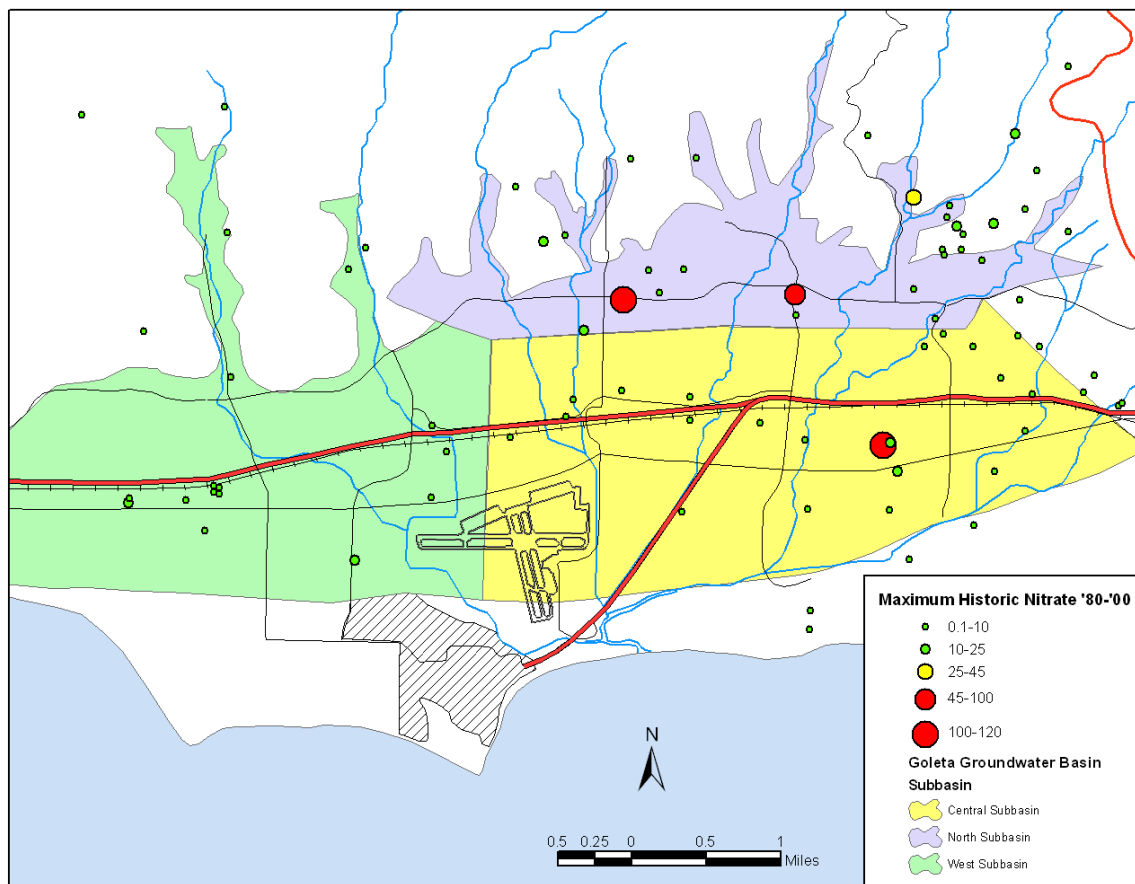 Maximum Historic Nitrate '80-'00
0.1-10
10-25
25-45
45-100
100-120
Goleta Groundwater Basin
Subbasin
Central Subbasin
North Subbasin
West Subbasin
N
0.5 0.25 0 0.5 1
Miles